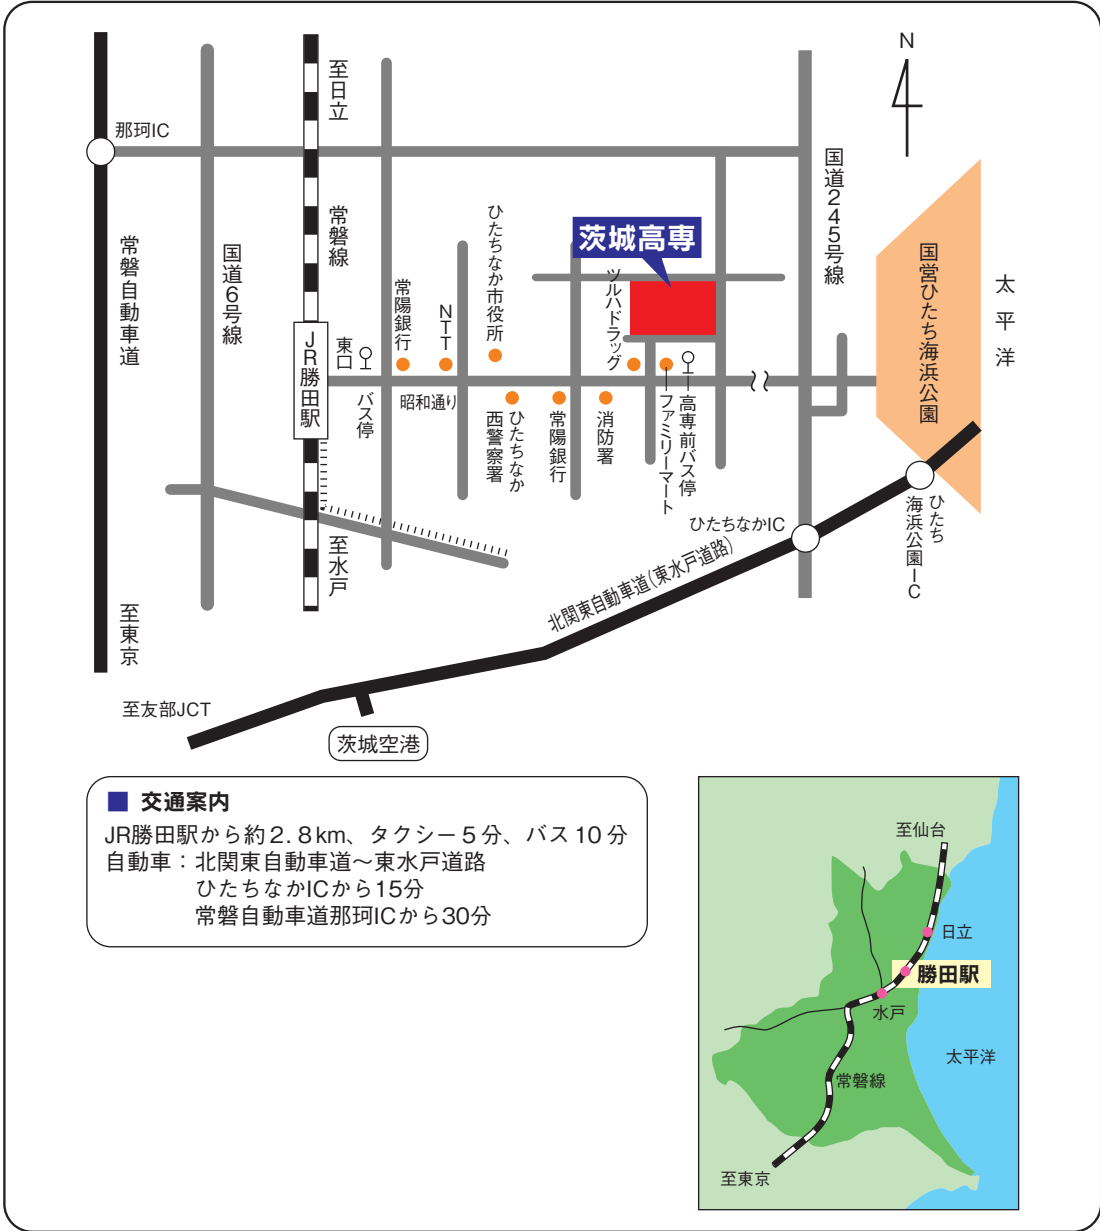 N
至日立
那珂IC
常磐自動車道
国道6号線
常磐線
ひたちなか市役所
茨城高専
国道245号線
国営ひたち海浜公園
太平洋
JR勝田駅
東口
バス停
常陽銀行
NTT
昭和通り
ツルハドラッグ
ひたちなか
西警察署
常陽銀行
消防署
ファミリーマート
高専前バス停
ひたちなかIC
ひたち
海浜公園IC
北関東自動車道(東水戸道路)
至水戸
至東京
至友部JCT
茨城空港
■ 交通案内
JR勝田駅から約2.8km、タクシー5分、バス10分
自動車：北関東自動車道～東水戸道路
ひたちなかICから15分
常磐自動車道那珂ICから30分
至仙台
日立
勝田駅
水戸
太平洋
常磐線
至東京